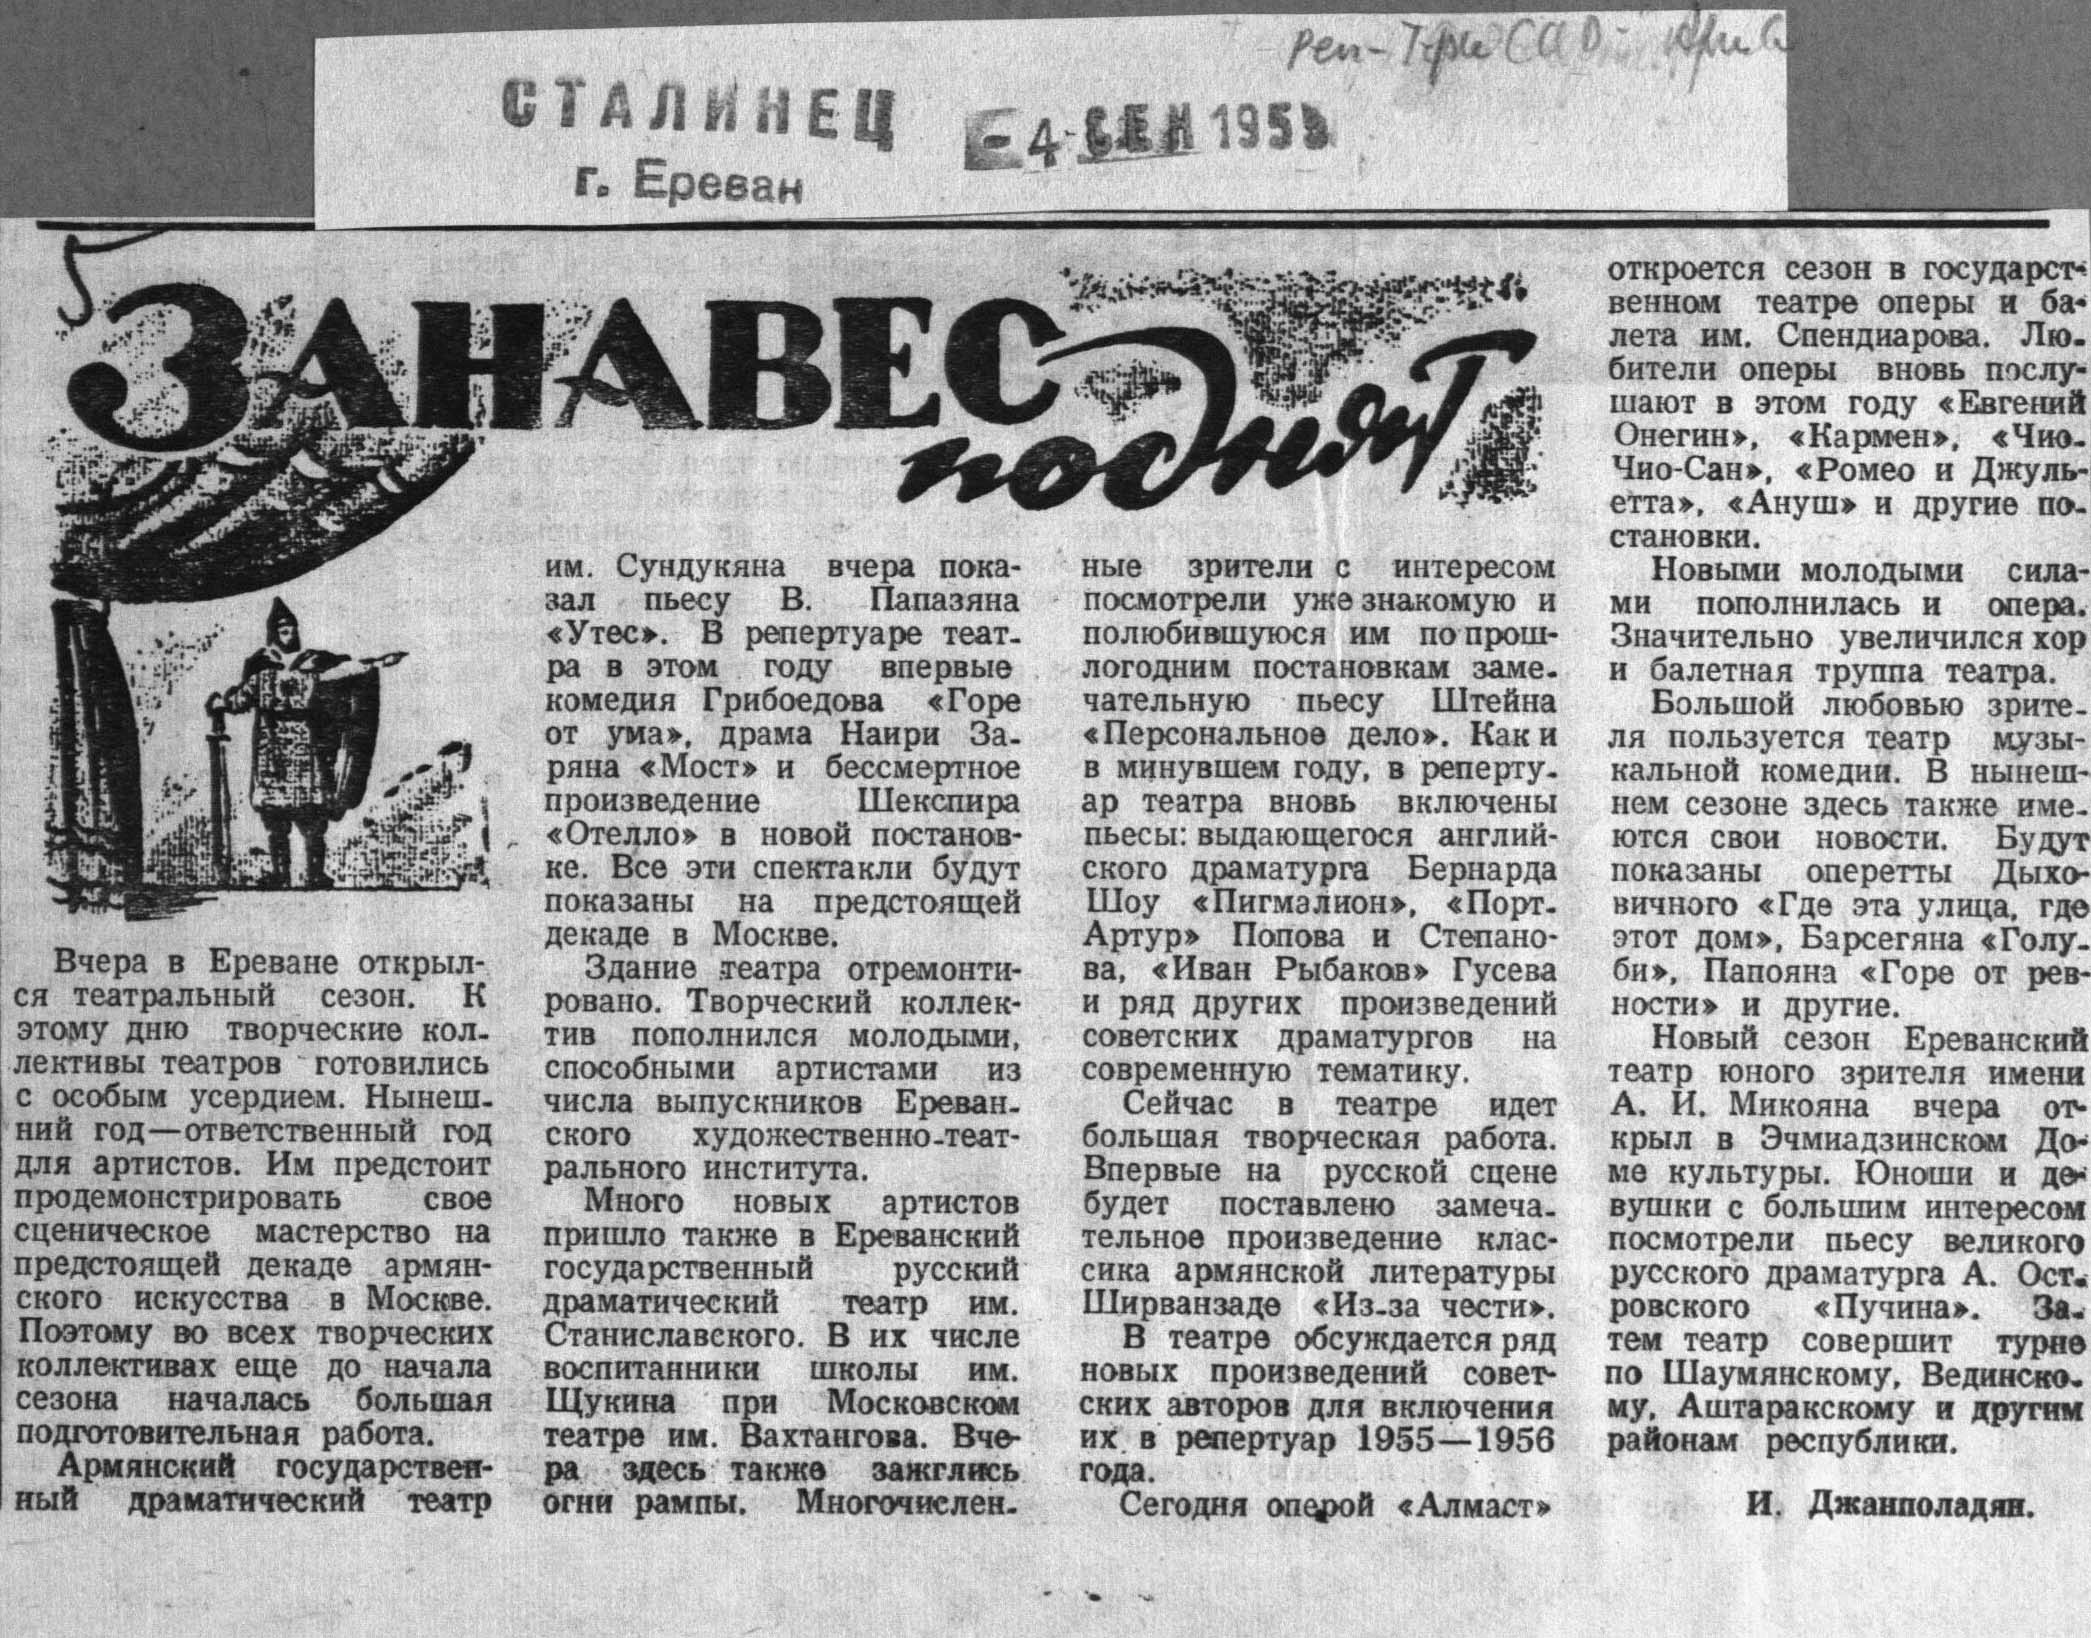 СТАЛИНЕЦ
г. Ереван
-4 СЕН 195
ЗАНАВЕС
поднят
Вчера в Ереване открыл-
ся театральный сезон. К
этому дню творческие кол-
лективы театров готовились
с особым усердием. Нынеш-
ний год—ответственный год
для артистов. Им предстоит
продемонстрировать свое
сценическое мастерство на
предстоящей декаде армян-
ского искусства в Москве.
Поэтому во всех творческих
коллективах еще до начала
сезона началась большая
подготовительная работа.
Армянский государствен-
ный драматический театр
им. Сундукяна вчера пока-
зал пьесу В. Папазяна
«Утес». В репертуаре теат-
ра в этом году впервые
комедия Грибоедова «Горе
от ума», драма Наири За-
ряна «Мост» и бессмертное
произведение Шекспира
«Отелло» в новой постанов-
ке. Все эти спектакли будут
показаны на предстоящей
декаде в Москве.
Здание театра отремонти-
ровано. Творческий коллек-
тив пополнился молодыми,
способными артистами из
числа выпускников Ереван-
ского художественно-теат-
рального института.
Много новых артистов
пришло также в Ереванский
государственный русский
драматический театр им.
Станиславского. В их числе
воспитанники школы им.
Щукина при Московском
театре им. Вахтангова. Вче-
ра здесь также зажглись
огни рампы. Многочислен-
ные зрители с интересом
посмотрели уже знакомую и
полюбившуюся им по прош-
логодним постановкам заме-
чательную пьесу Штейна
«Персональное дело». Как и
в минувшем году, в реперту-
ар театра вновь включены
пьесы: выдающегося англий-
ского драматурга Бернарда
Шоу «Пигмалион», «Порт-
Артур» Попова и Степано-
ва, «Иван Рыбаков» Гусева
и ряд других произведений
советских драматургов на
современную тематику.
Сейчас в театре идет
большая творческая работа.
Впервые на русской сцене
будет поставлено замеча-
тельное произведение клас-
сика армянской литературы
Ширванзаде «Из-за чести».
В театре обсуждается ряд
новых произведений совет-
ских авторов для включения
их в репертуар 1955—1956
года.
Сегодня оперой «Алмаст»
откроется сезон в государст-
венном театре оперы и ба-
лета им. Спендиарова. Лю-
бители оперы вновь послу-
шают в этом году «Евгений
Онегин», «Кармен», «Чио-
Чио-Сан», «Ромео и Джуль-
етта», «Ануш» и другие по-
становки.
Новыми молодыми сила-
ми пополнилась и опера.
Значительно увеличился хор
и балетная труппа театра.
Большой любовью зрите-
ля пользуется театр музы-
кальной комедии. В нынеш-
нем сезоне здесь также име-
ются свои новости. Будут
показаны оперетты Дыхо-
вичного «Где эта улица, где
этот дом», Барсегяна «Голу-
би», Папояна «Горе от рев-
ности» и другие.
Новый сезон Ереванский
театр юного зрителя имени
А. И. Микояна вчера от-
крыл в Эчмиадзинском До-
ме культуры. Юноши и де-
вушки с большим интересом
посмотрели пьесу великого
русского драматурга А. Ост-
ровского «Пучина». За-
тем театр совершит турне
по Шаумянскому, Вединско-
му, Аштаракскому и другим
районам республики.
И. Джанполадян.